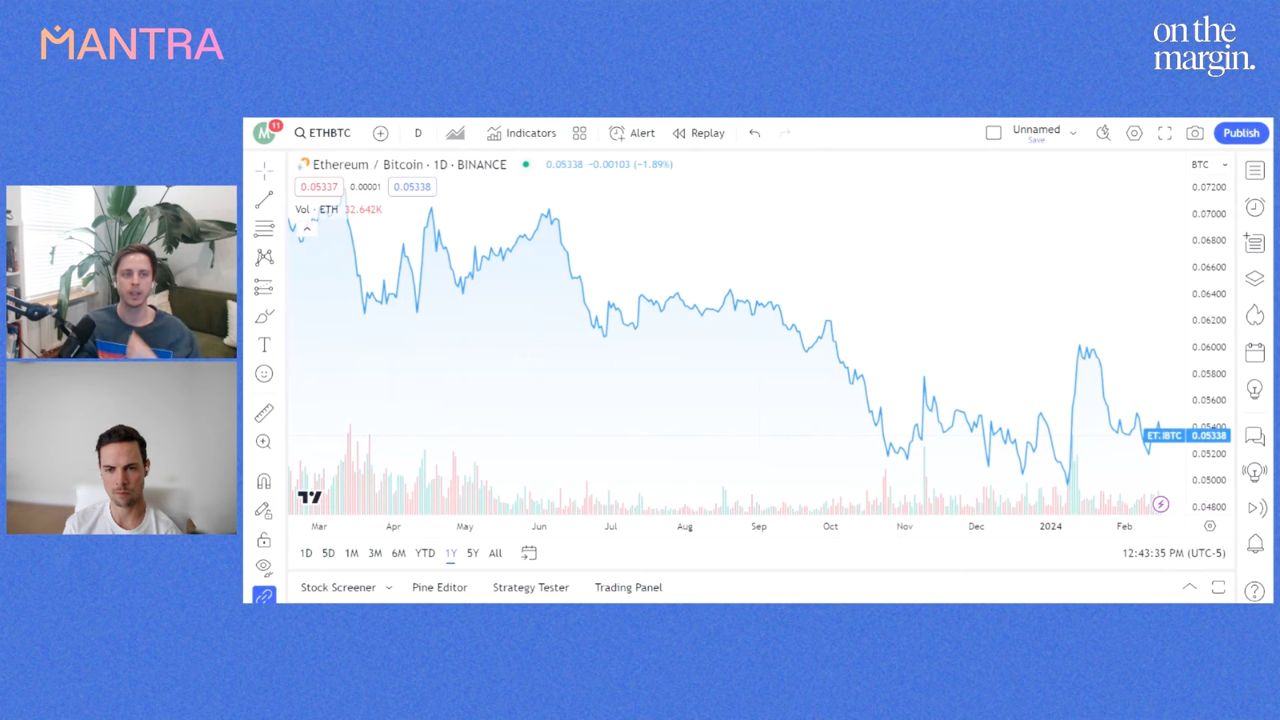 MANTRA
on the
margin.
M 11 ETHBTC D Indicators Alert Replay Unnamed Save Publish
Ethereum / Bitcoin · 1D · BINANCE 0.05338 −0.00103 (−1.89%) BTC
0.05337 0.00001 0.05338
Vol · ETH 32.642K
0.07200
0.07000
0.06800
0.06600
0.06400
0.06200
0.06000
0.05800
0.05600
0.05400
ETHBTC 0.05338
0.05200
0.05000
0.04800
Mar Apr May Jun Jul Aug Sep Oct Nov Dec 2024 Feb
1D 5D 1M 3M 6M YTD 1Y 5Y All 12:43:35 PM (UTC-5)
Stock Screener Pine Editor Strategy Tester Trading Panel